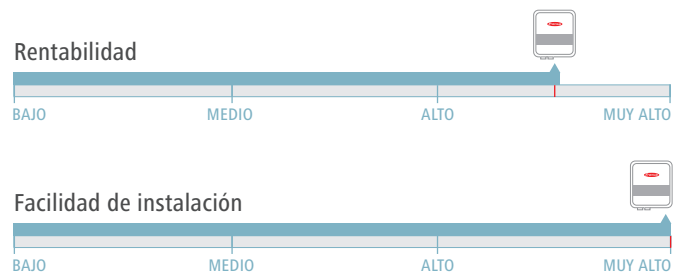 Rentabilidad
BAJO MEDIO ALTO MUY ALTO
Facilidad de instalación
BAJO MEDIO ALTO MUY ALTO